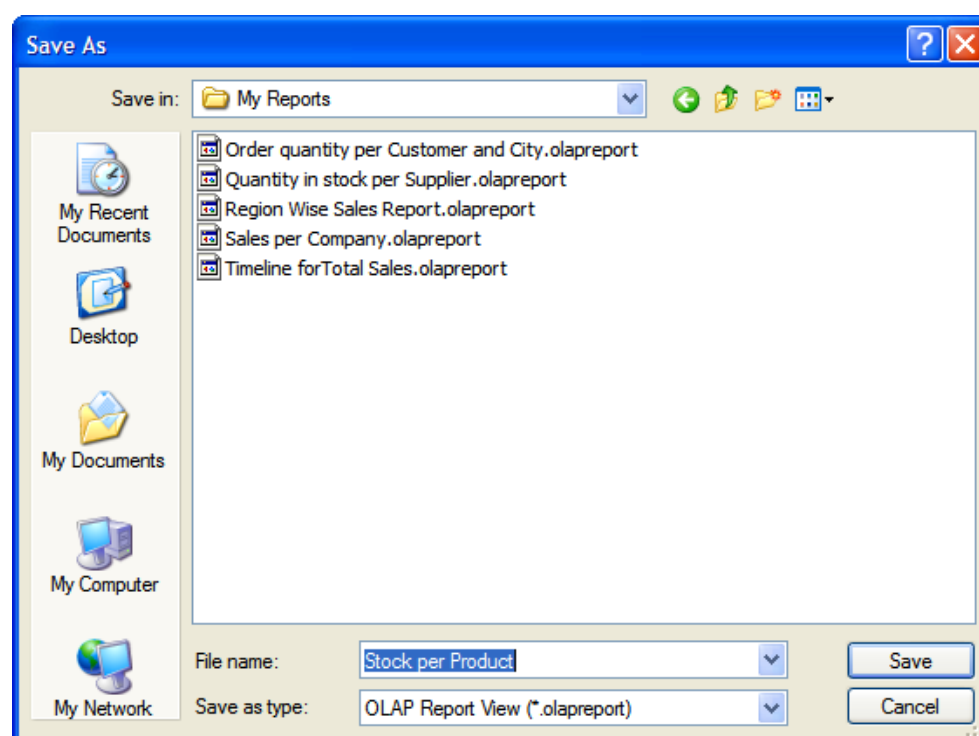 Save As
Save in:
My Reports
Order quantity per Customer and City.olapreport
Quantity in stock per Supplier.olapreport
Region Wise Sales Report.olapreport
Sales per Company.olapreport
Timeline forTotal Sales.olapreport
My Recent
Documents
Desktop
My Documents
My Computer
My Network
File name:
Stock per Product
Save
Save as type:
OLAP Report View (*.olapreport)
Cancel